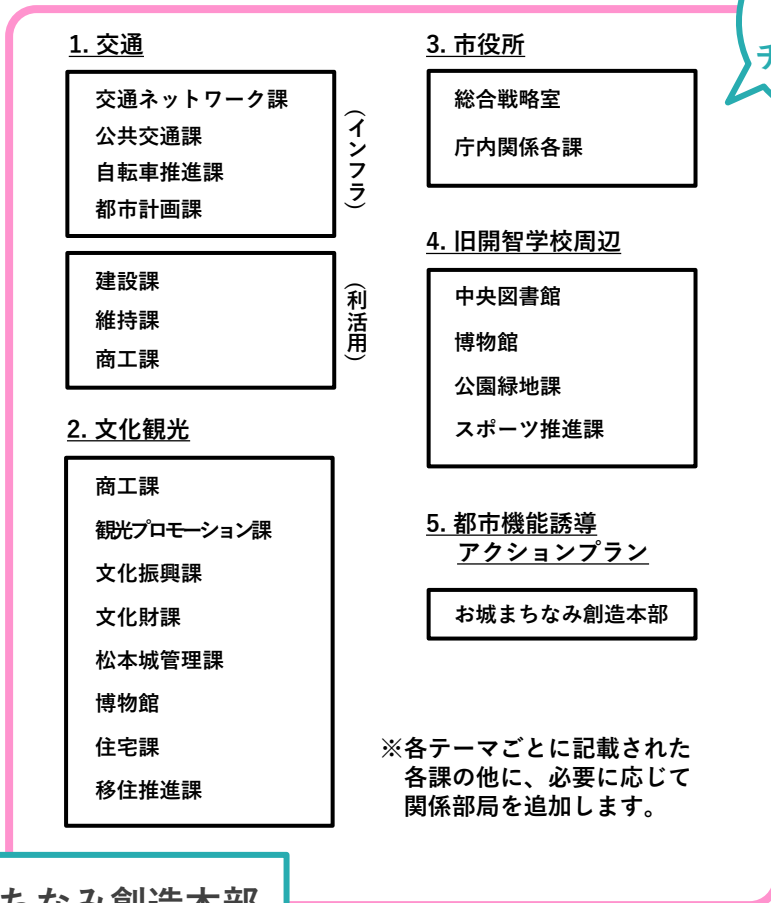 1. 交通
交通ネットワーク課
公共交通課
自転車推進課
都市計画課
(インフラ)
建設課
維持課
商工課
(利活用)
2. 文化観光
商工課
観光プロモーション課
文化振興課
文化財課
松本城管理課
博物館
住宅課
移住推進課
3. 市役所
総合戦略室
庁内関係各課
4. 旧開智学校周辺
中央図書館
博物館
公園緑地課
スポーツ推進課
5. 都市機能誘導
アクションプラン
お城まちなみ創造本部
※各テーマごとに記載された
各課の他に、必要に応じて
関係部局を追加します。
ちなみ創造本部